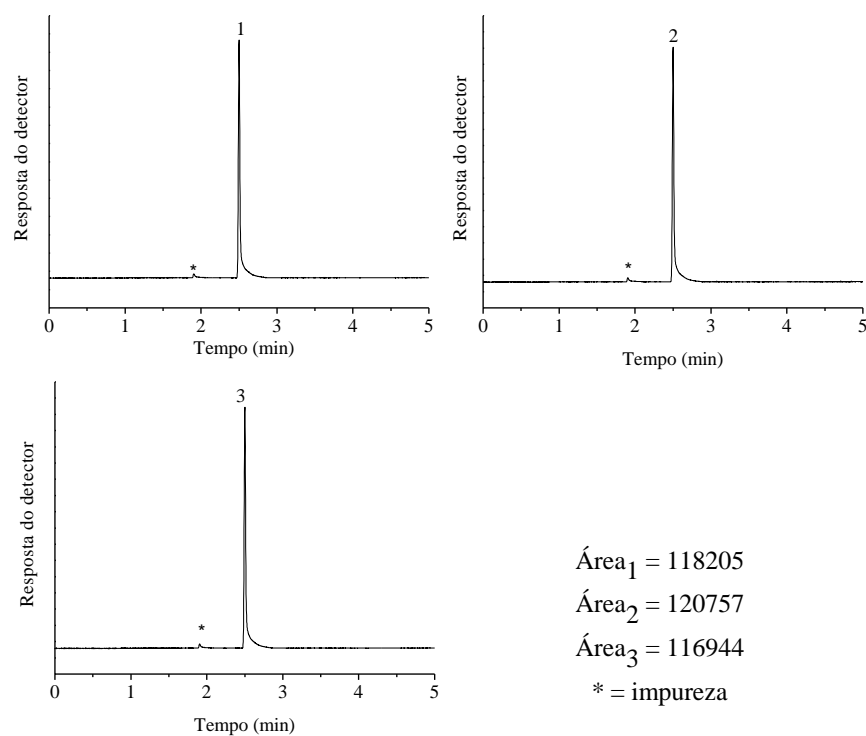 1
Resposta do detector
*
0 1 2 3 4 5
Tempo (min)
2
Resposta do detector
*
0 1 2 3 4 5
Tempo (min)
3
Resposta do detector
*
0 1 2 3 4 5
Tempo (min)
Área1 = 118205
Área2 = 120757
Área3 = 116944
* = impureza